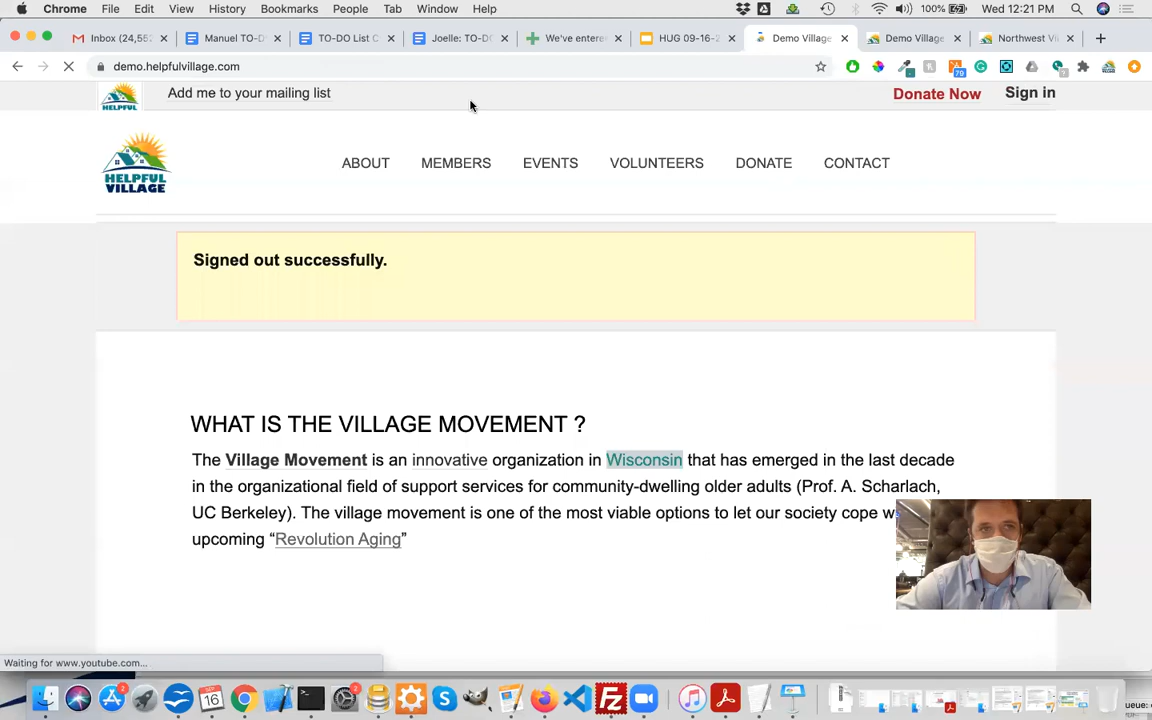 Chrome File Edit View History Bookmarks People Tab Window Help 100% Wed 12:21 PM
Inbox (24,55 Manuel TO-D TO-DO List C Joelle: TO-DO We've entere HUG 09-16-2 Demo Village Demo Village Northwest Vi
demo.helpfulvillage.com
79
Add me to your mailing list Donate Now Sign in
HELPFUL
HELPFUL
VILLAGE
ABOUT MEMBERS EVENTS VOLUNTEERS DONATE CONTACT
Signed out successfully.
WHAT IS THE VILLAGE MOVEMENT ?
The Village Movement is an innovative organization in Wisconsin that has emerged in the last decade
in the organizational field of support services for community-dwelling older adults (Prof. A. Scharlach,
UC Berkeley). The village movement is one of the most viable options to let our society cope w
upcoming “Revolution Aging”
Waiting for www.youtube.com...
16
ueue: